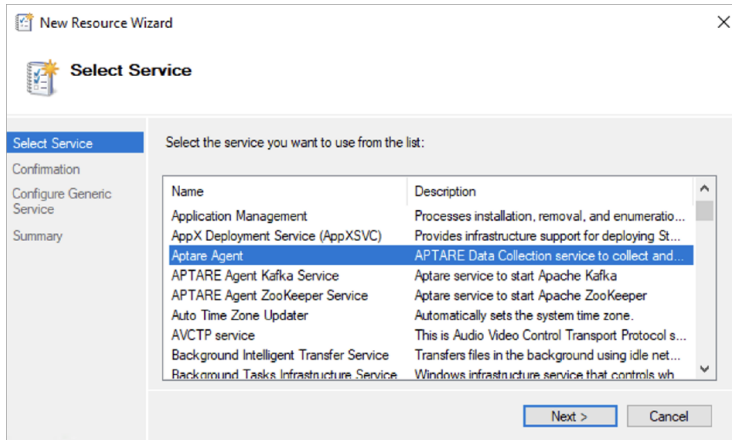 New Resource Wizard
Select Service
Select Service
Confirmation
Configure Generic
Service
Summary
Select the service you want to use from the list:
Name Description
Application Management Processes installation, removal, and enumeratio...
AppX Deployment Service (AppXSVC) Provides infrastructure support for deploying St...
Aptare Agent APTARE Data Collection service to collect and...
APTARE Agent Kafka Service Aptare service to start Apache Kafka
APTARE Agent ZooKeeper Service Aptare service to start Apache ZooKeeper
Auto Time Zone Updater Automatically sets the system time zone.
AVCTP service This is Audio Video Control Transport Protocol s...
Background Intelligent Transfer Service Transfers files in the background using idle net...
Background Tasks Infrastructure Service Windows infrastructure service that controls wh
Next > Cancel